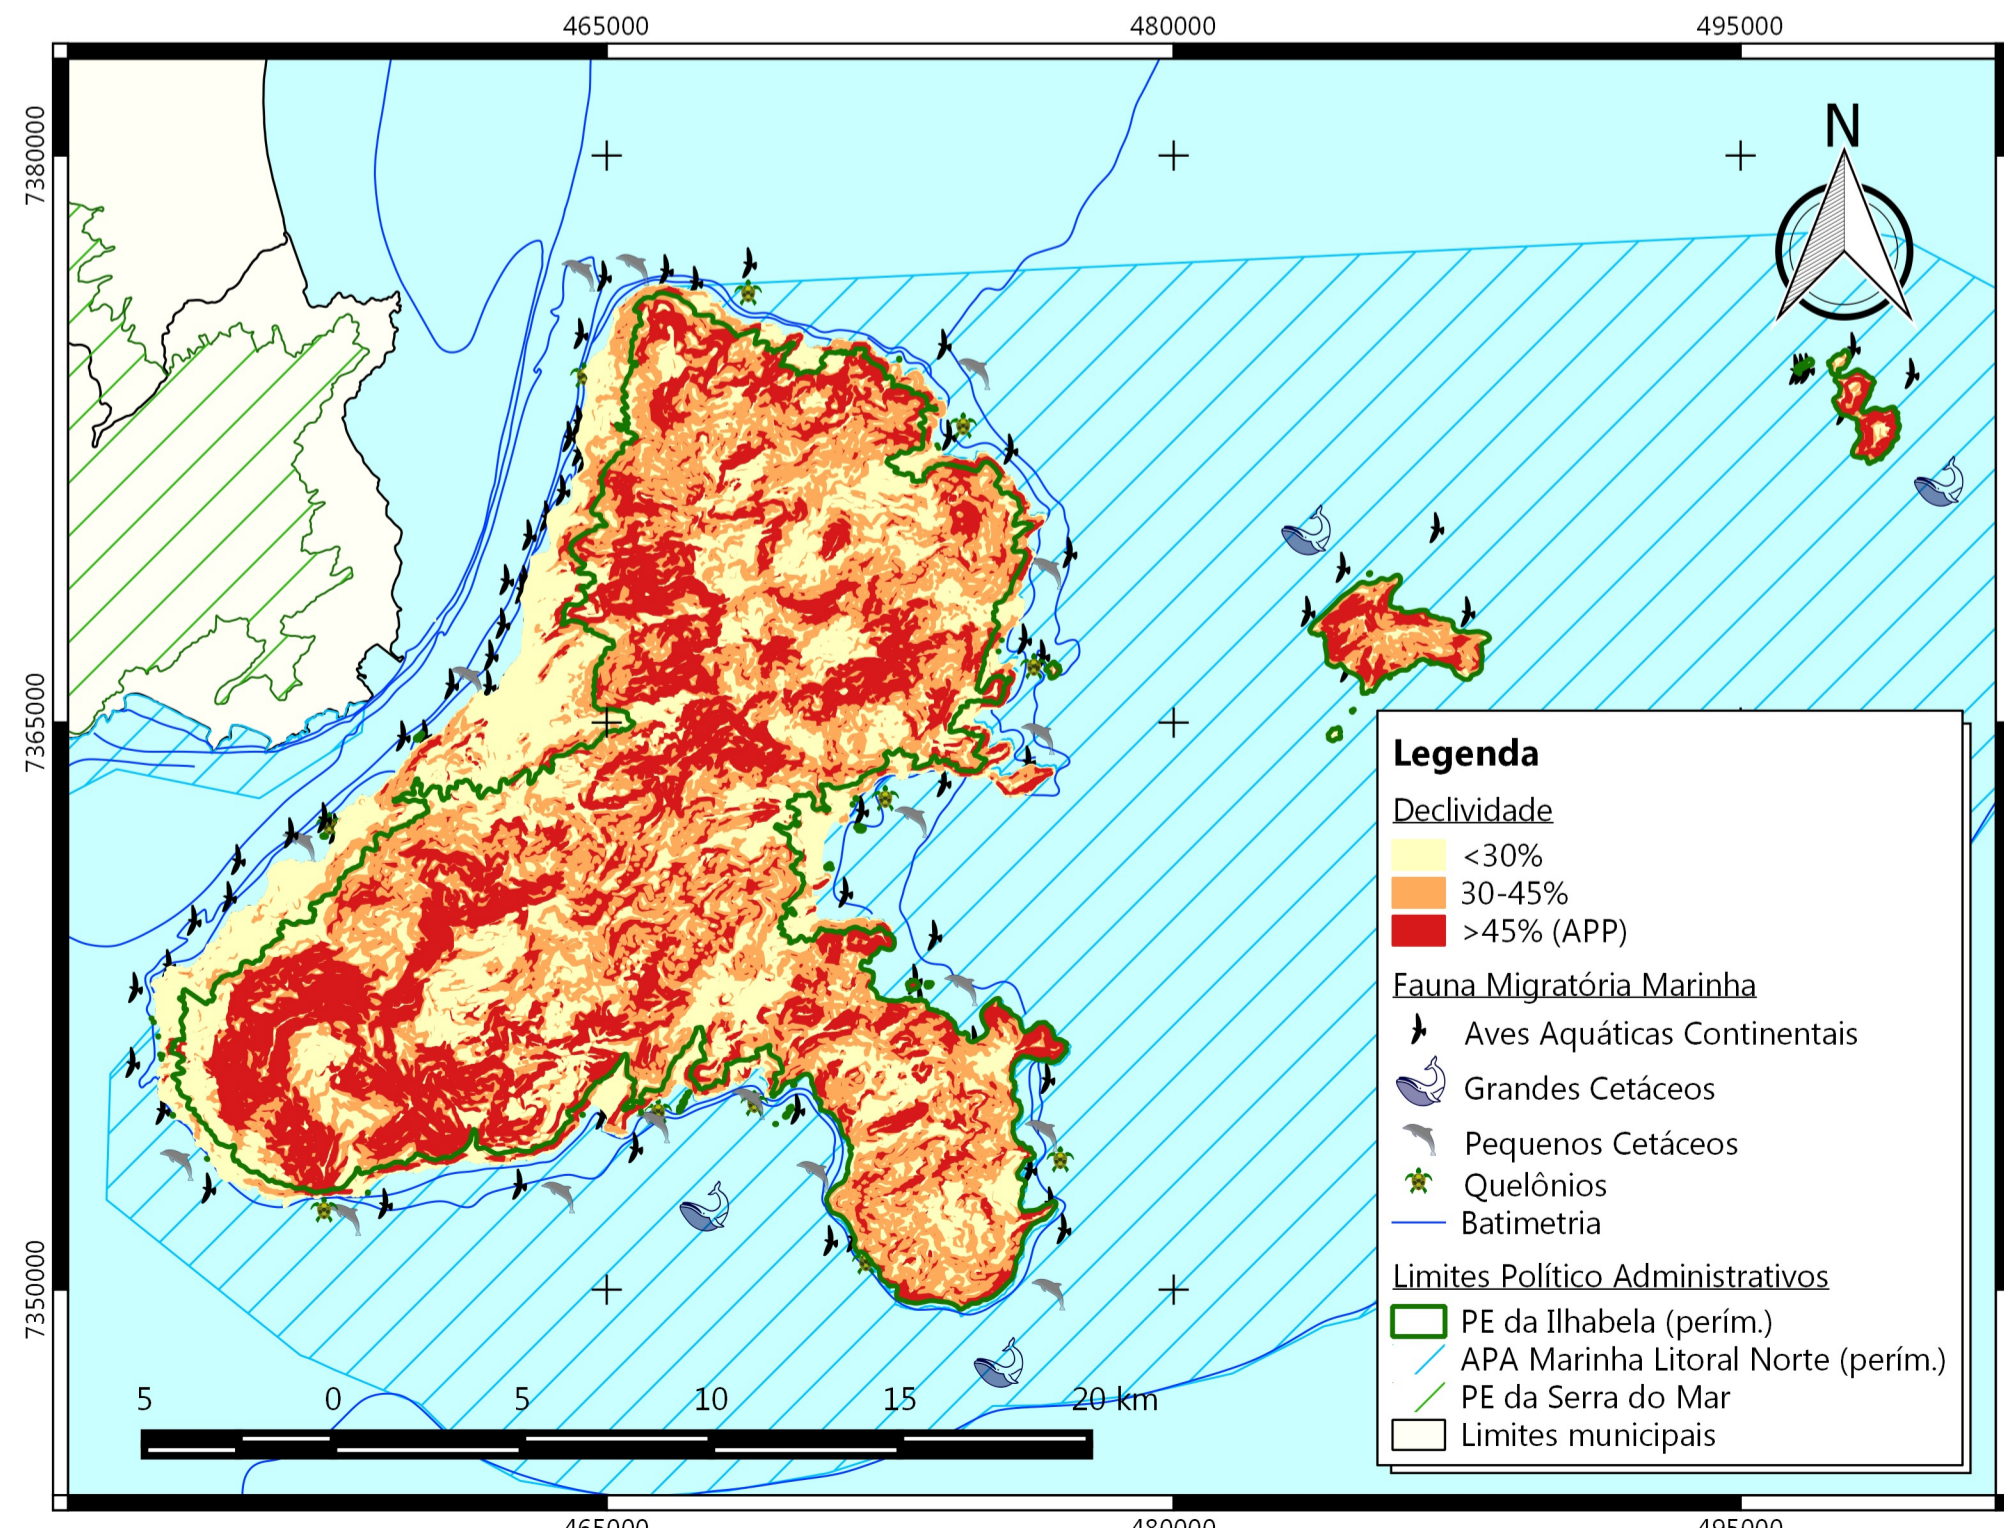 465000 480000 495000
N
7380000
7365000
7350000
Legenda
Declividade
<30%
30-45%
>45% (APP)
Fauna Migratória Marinha
Aves Aquáticas Continentais
Grandes Cetáceos
Pequenos Cetáceos
Quelônios
Batimetria
Limites Político Administrativos
PE da Ilhabela (perím.)
APA Marinha Litoral Norte (perím.)
PE da Serra do Mar
Limites municipais
5 0 5 10 15 20 km
465000 480000 495000